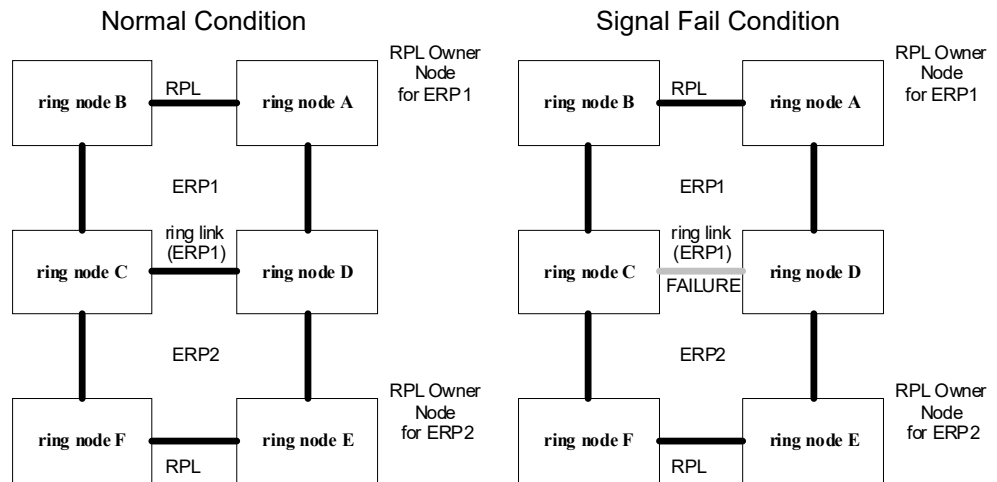 Normal Condition
RPL Owner
Node
for ERP1
ring node B
RPL
ring node A
ERP1
ring node C
ring link
(ERP1)
ring node D
ERP2
RPL Owner
Node
for ERP2
ring node F
RPL
ring node E
Signal Fail Condition
RPL Owner
Node
for ERP1
ring node B
RPL
ring node A
ERP1
ring node C
ring link
(ERP1)
FAILURE
ring node D
ERP2
RPL Owner
Node
for ERP2
ring node F
RPL
ring node E